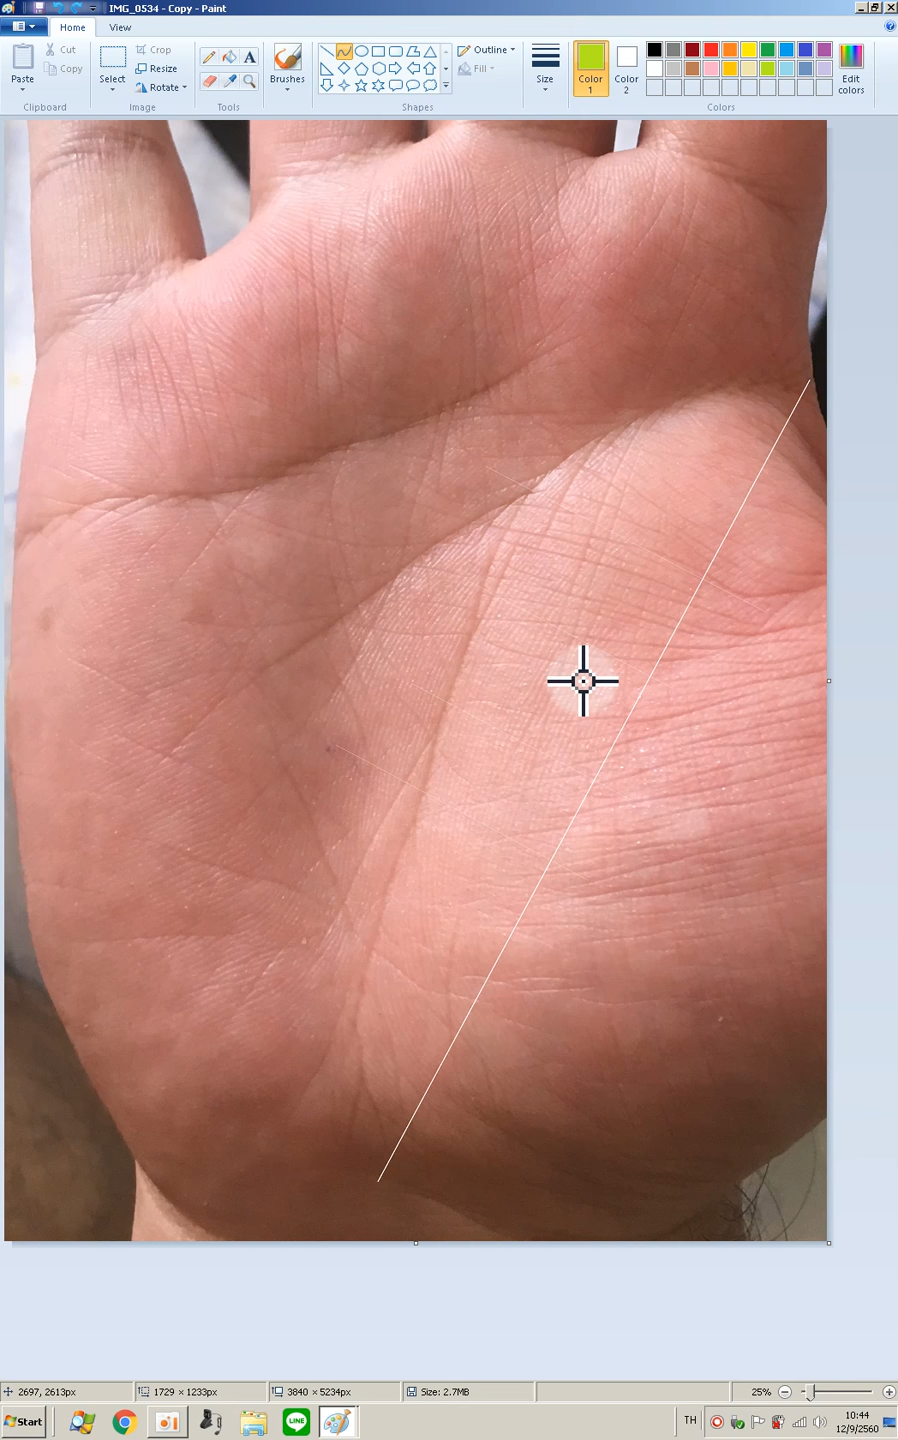 IMG_0534 - Copy - Paint
Home View
Paste
Cut
Copy
Clipboard
Select
Crop
Resize
Rotate
Image
A
Tools
Brushes
Outline
Fill
Shapes
Size
Color 1
Color 2
Edit colors
Colors
2697, 2613px
1729 × 1233px
3840 × 5234px
Size: 2.7MB
25%
Start
LINE
TH
10:44
12/9/2560